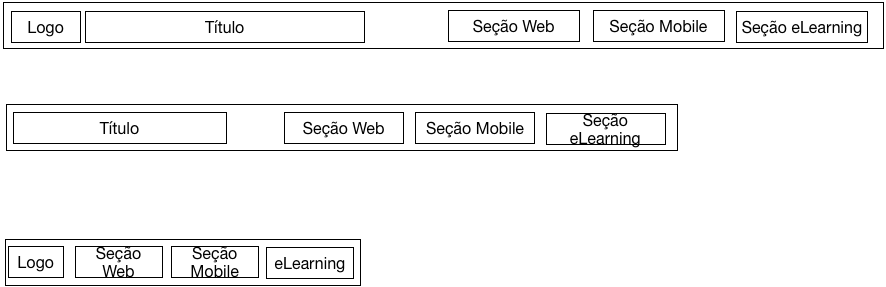 Logo Título Seção Web Seção Mobile Seção eLearning
Título Seção Web Seção Mobile Seção
eLearning
Logo Seção
Web Seção
Mobile eLearning